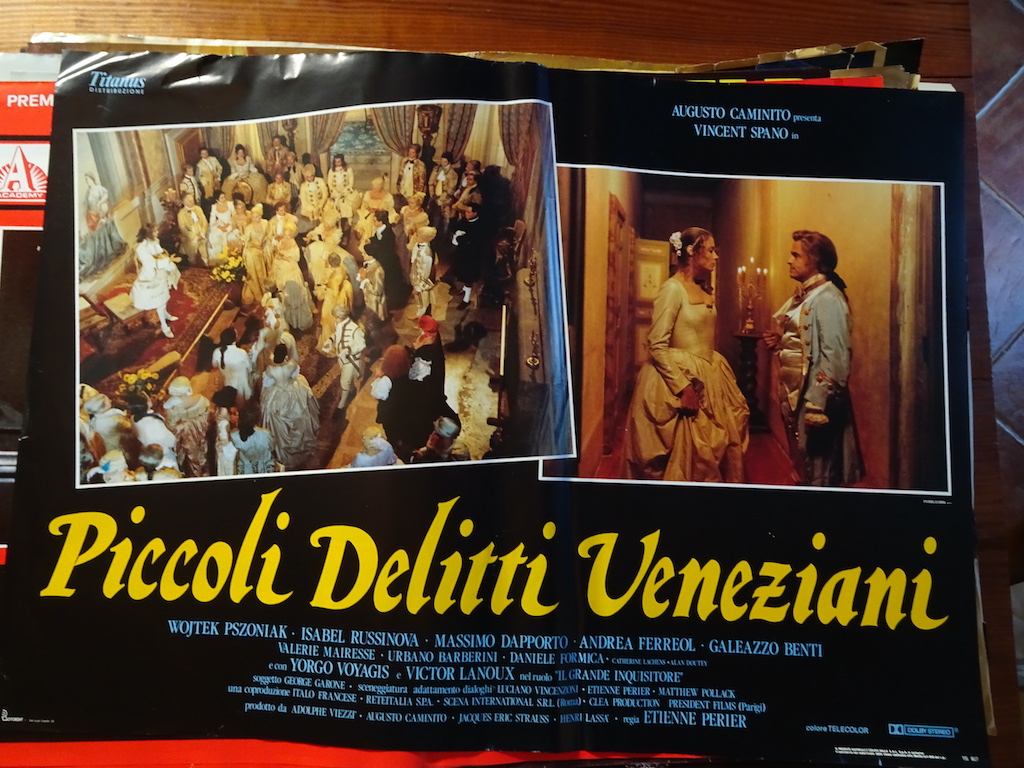 Titanus
DISTRIBUZIONE
PREM
A
ACADEMY
AUGUSTO CAMINITO presenta
VINCENT SPANO in
Piccoli Delitti Veneziani
WOJTEK PSZONIAK · ISABEL RUSSINOVA · MASSIMO DAPPORTO · ANDREA FERREOL · GALEAZZO BENTI
VALERIE MAIRESSE · URBANO BARBERINI · DANIELE FORMICA · CATHERINE LACHENS · ALAN DOUTEY
e con YORGO VOYAGIS e VICTOR LANOUX nel ruolo "IL GRANDE INQUISITORE"
soggetto GEORGE GARONE · sceneggiatura adattamento dialoghi LUCIANO VINCENZONI · ETIENNE PERIER · MATTHEW POLLACK
una coproduzione ITALO FRANCESE · RETEITALIA S.P.A. · SCENA INTERNATIONAL S.R.L. (Roma) · CLEA PRODUCTION PRESIDENT FILMS (Parigi)
prodotto da ADOLPHE VIEZZI · AUGUSTO CAMINITO · JACQUES ERIC STRAUSS · HENRI LASSA · regia ETIENNE PERIER
colore TELECOLOR
DOLBY STEREO